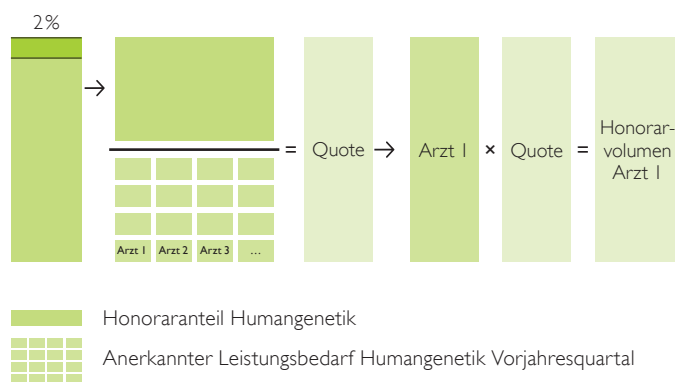 2%
= Quote → Arzt 1 × Quote = Honorar-
volumen
Arzt 1
Arzt 1 Arzt 2 Arzt 3 ...
Honoraranteil Humangenetik
Anerkannter Leistungsbedarf Humangenetik Vorjahresquartal